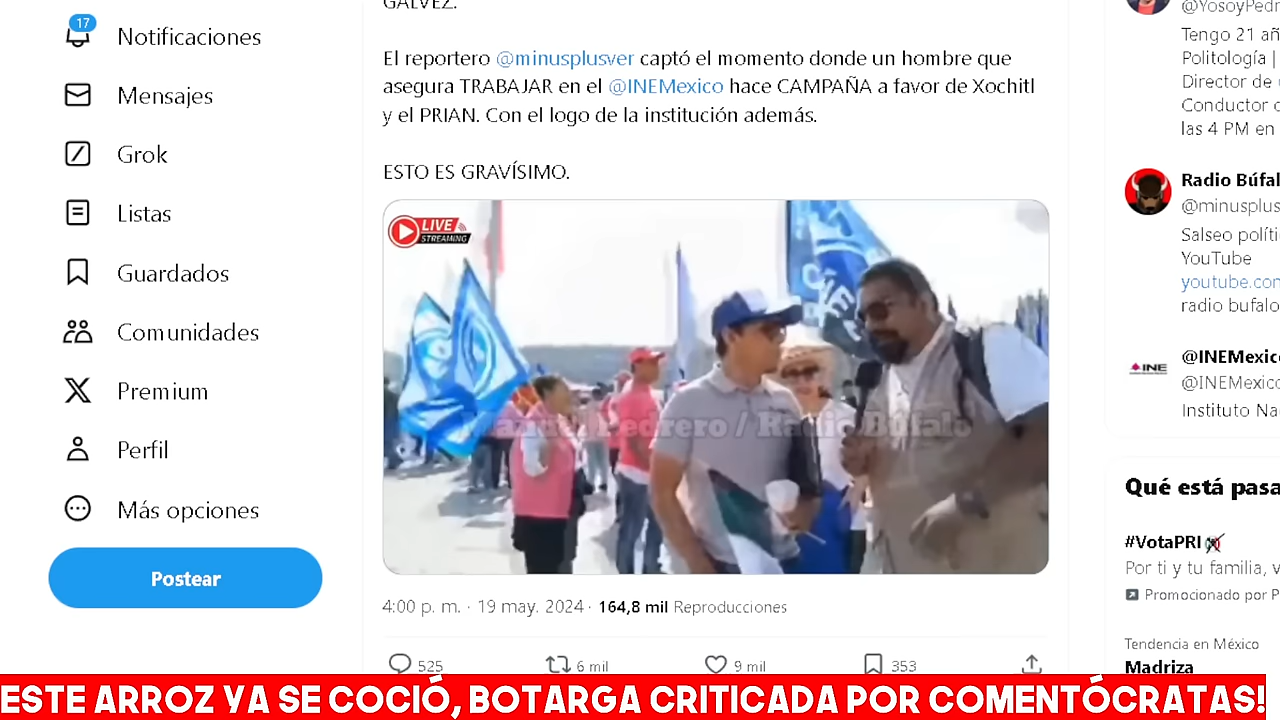 GÁLVEZ.
El reportero @minusplusver captó el momento donde un hombre que
asegura TRABAJAR en el @INEMexico hace CAMPAÑA a favor de Xochitl
y el PRIAN. Con el logo de la institución además.
ESTO ES GRAVÍSIMO.
LIVE
STREAMING
Manuel Pedrero / Radio Búfalo
4:00 p. m. · 19 may. 2024 · 164,8 mil Reproducciones
525
6 mil
9 mil
353
17
Notificaciones
Mensajes
Grok
Listas
Guardados
Comunidades
Premium
Perfil
Más opciones
Postear
@YosoyPedr
Tengo 21 añ
Politología |
Director de
Conductor
las 4 PM en
Radio Búfal
@minusplus
Salseo políti
YouTube
youtube.con
radio bufalo
INE
@INEMexico
@INEMexico
Instituto Na
Qué está pasa
#VotaPRI
Por ti y tu familia, v
Promocionado por P
Tendencia en México
Madriza
ESTE ARROZ YA SE COCIÓ, BOTARGA CRITICADA POR COMENTÓCRATAS!